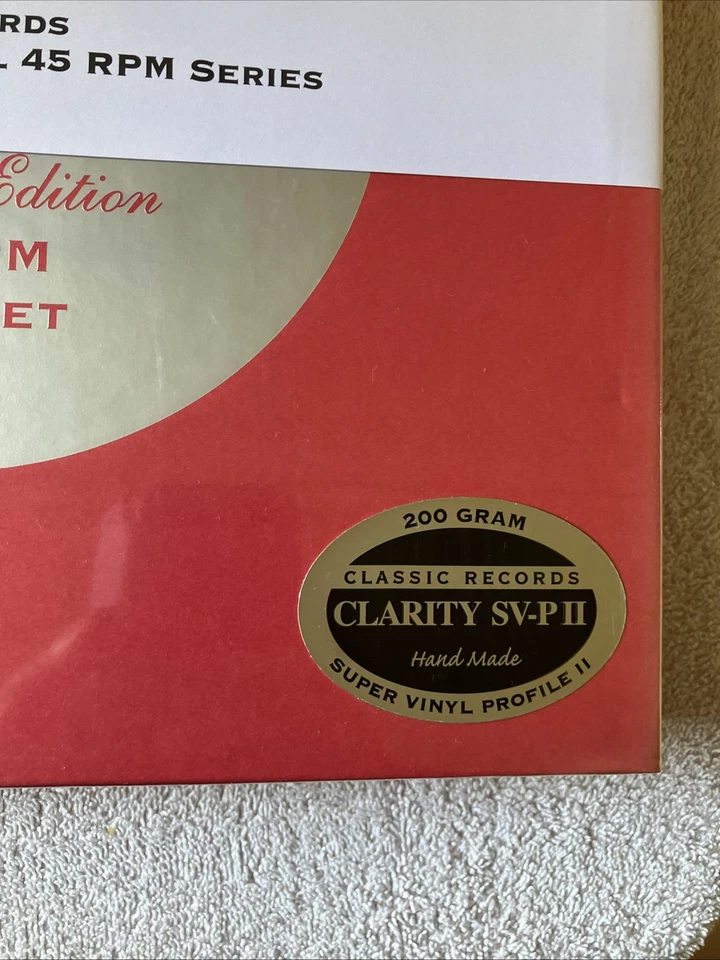 RDS
45 RPM SERIES
Edition
M
ET
200 GRAM
CLASSIC RECORDS
CLARITY SV-P II
Hand Made
SUPER VINYL PROFILE II